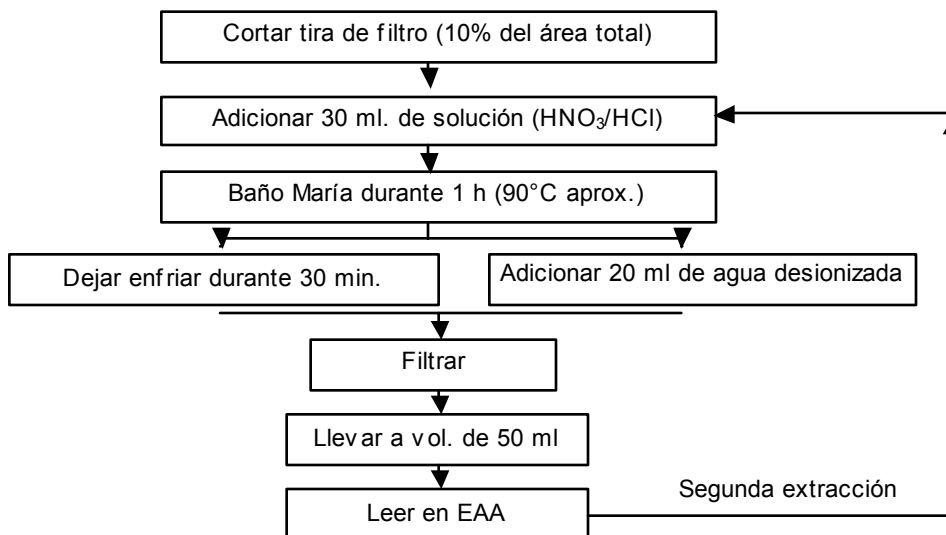 Cortar tira de filtro (10% del área total)
Adicionar 30 ml. de solución (HNO₃/HCl)
Baño María durante 1 h (90°C aprox.)
Dejar enfriar durante 30 min.
Adicionar 20 ml de agua desionizada
Filtrar
Llevar a vol. de 50 ml
Segunda extracción
Leer en EAA